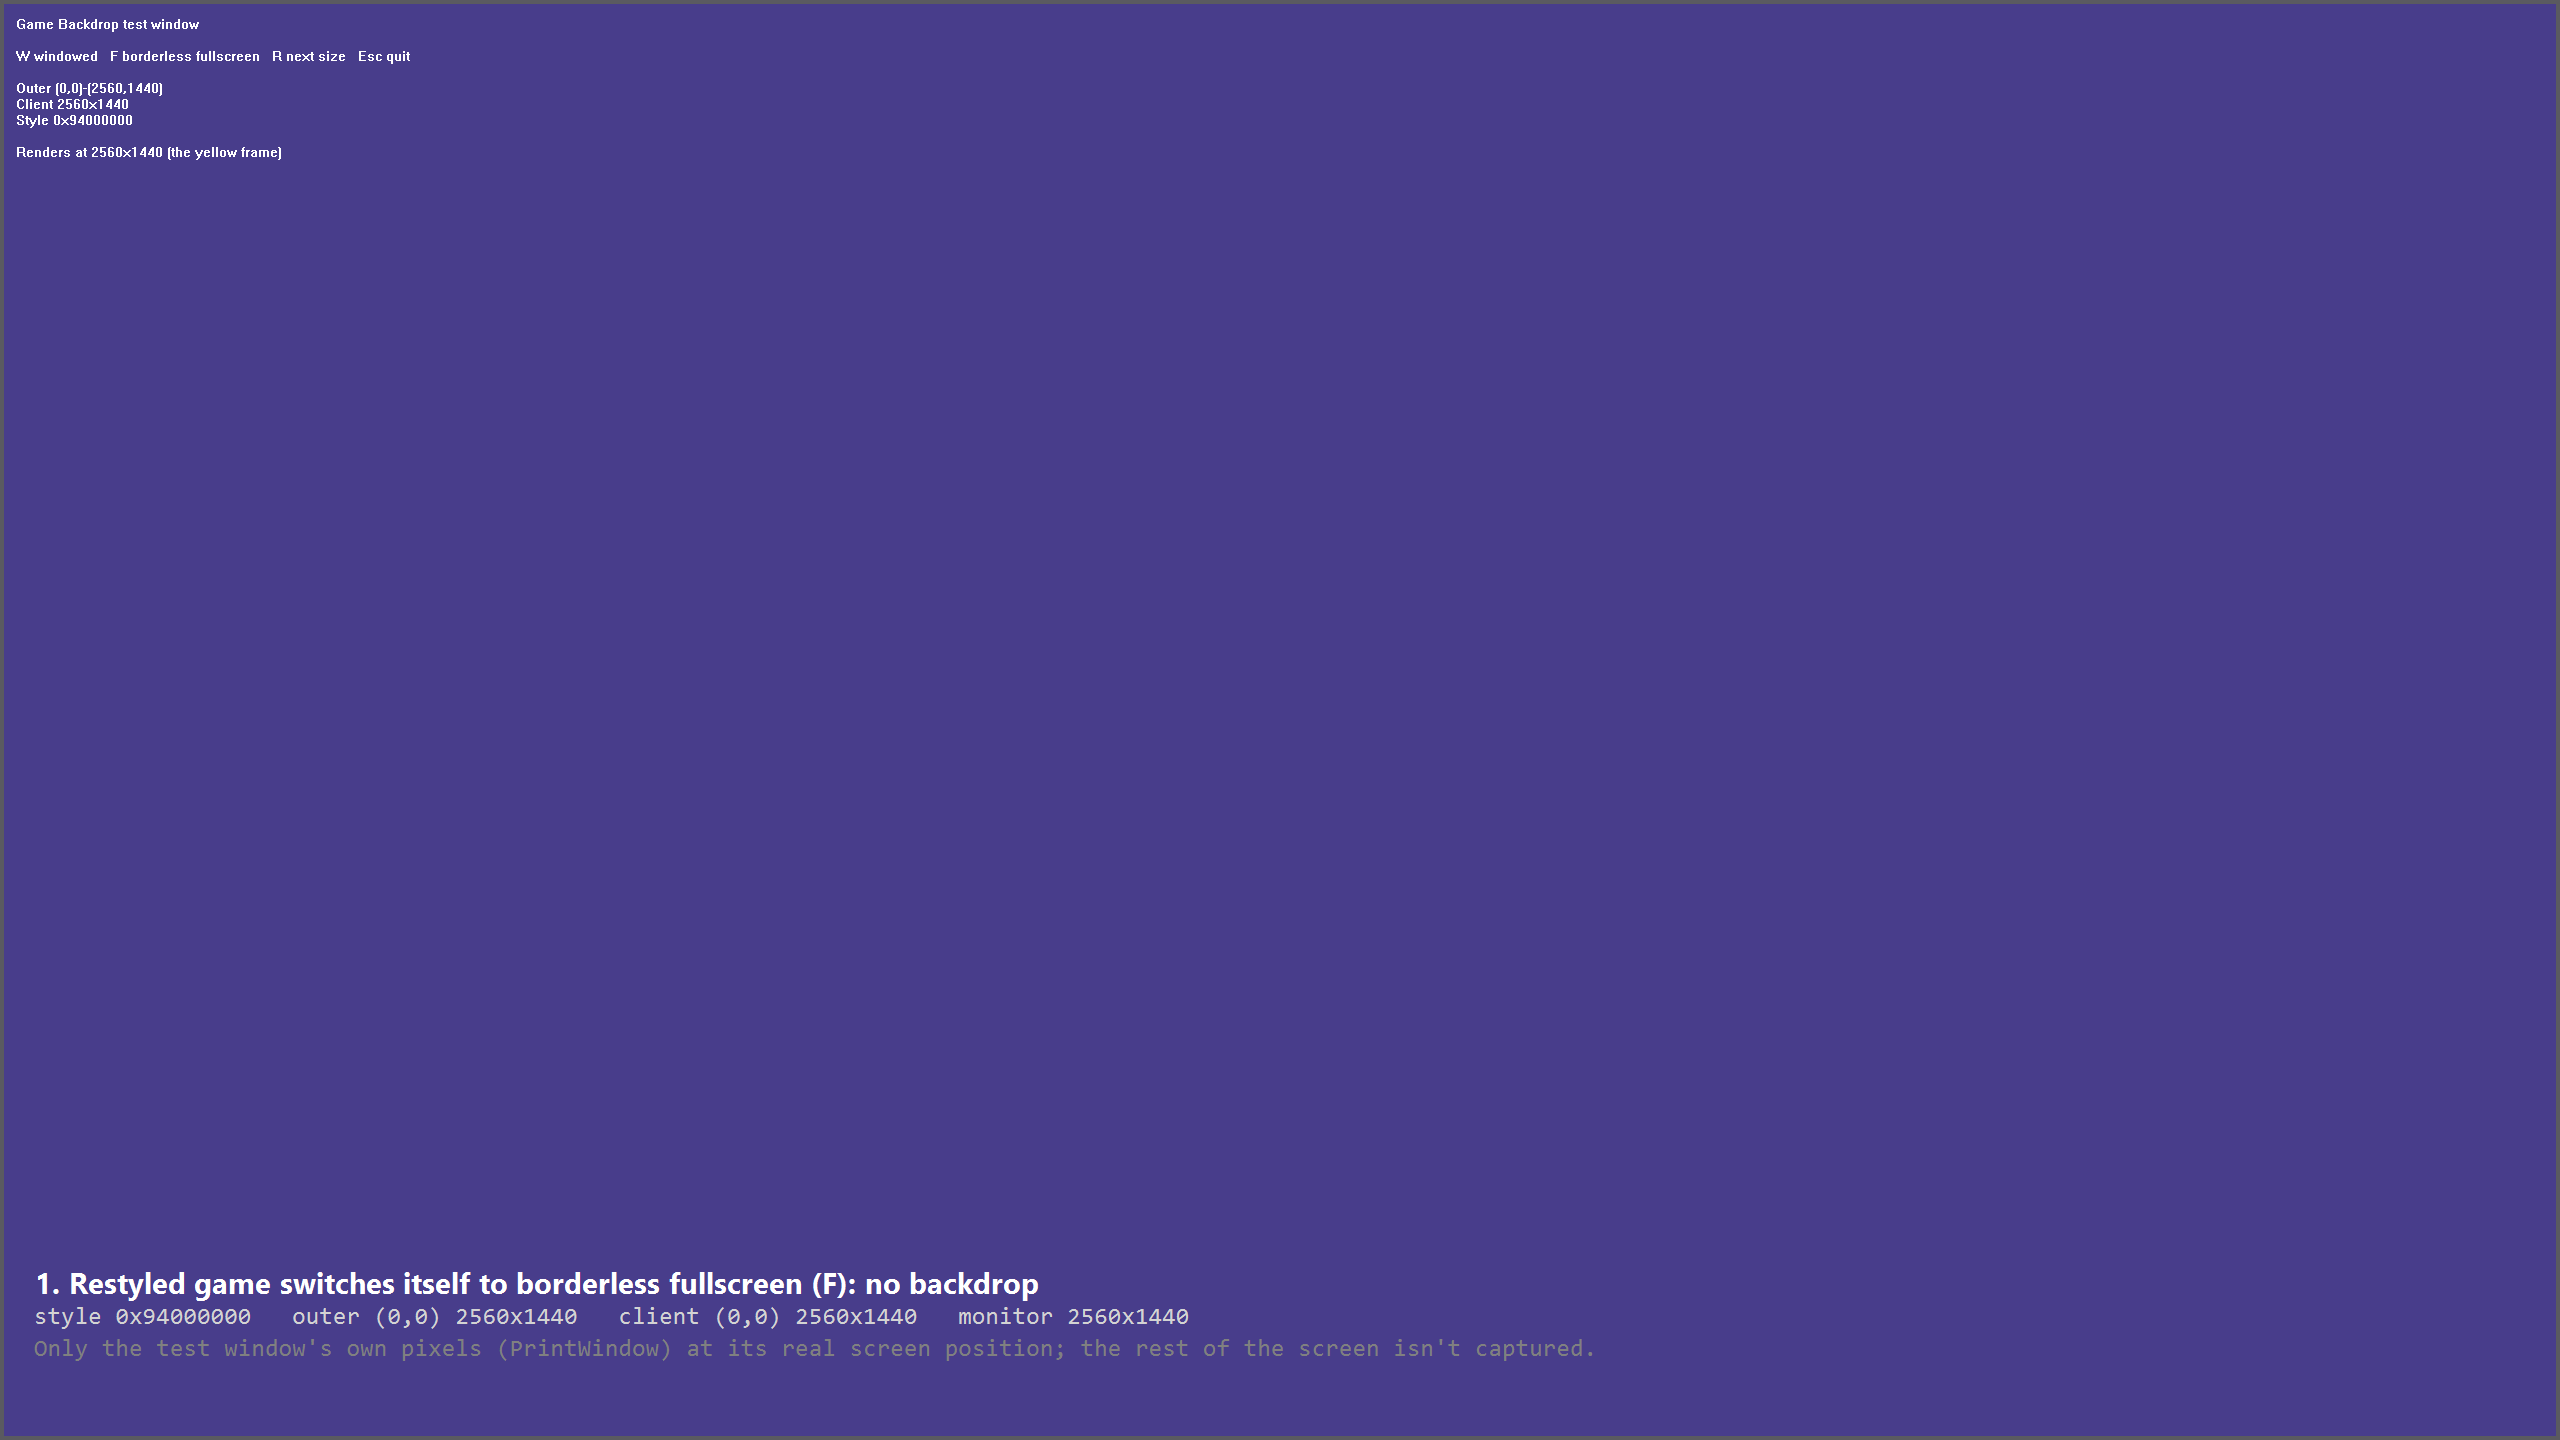 Game Backdrop test window
W windowed   F borderless fullscreen   R next size   Esc quit
Outer (0,0)-(2560,1440)
Client 2560x1440
Style 0x94000000
Renders at 2560x1440 (the yellow frame)
1. Restyled game switches itself to borderless fullscreen (F): no backdrop
style 0x94000000   outer (0,0) 2560x1440   client (0,0) 2560x1440   monitor 2560x1440
Only the test window's own pixels (PrintWindow) at its real screen position; the rest of the screen isn't captured.